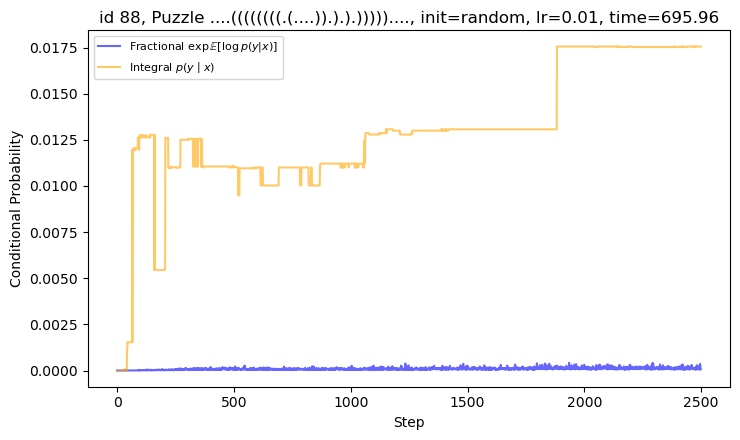 id 88, Puzzle ....((((((((.(....)).).).)))))...., init=random, lr=0.01, time=695.96
Fractional exp𝔼[log p(y|x)]
Integral p(y | x)
Conditional Probability
0.0175
0.0150
0.0125
0.0100
0.0075
0.0050
0.0025
0.0000
0 500 1000 1500 2000 2500
Step